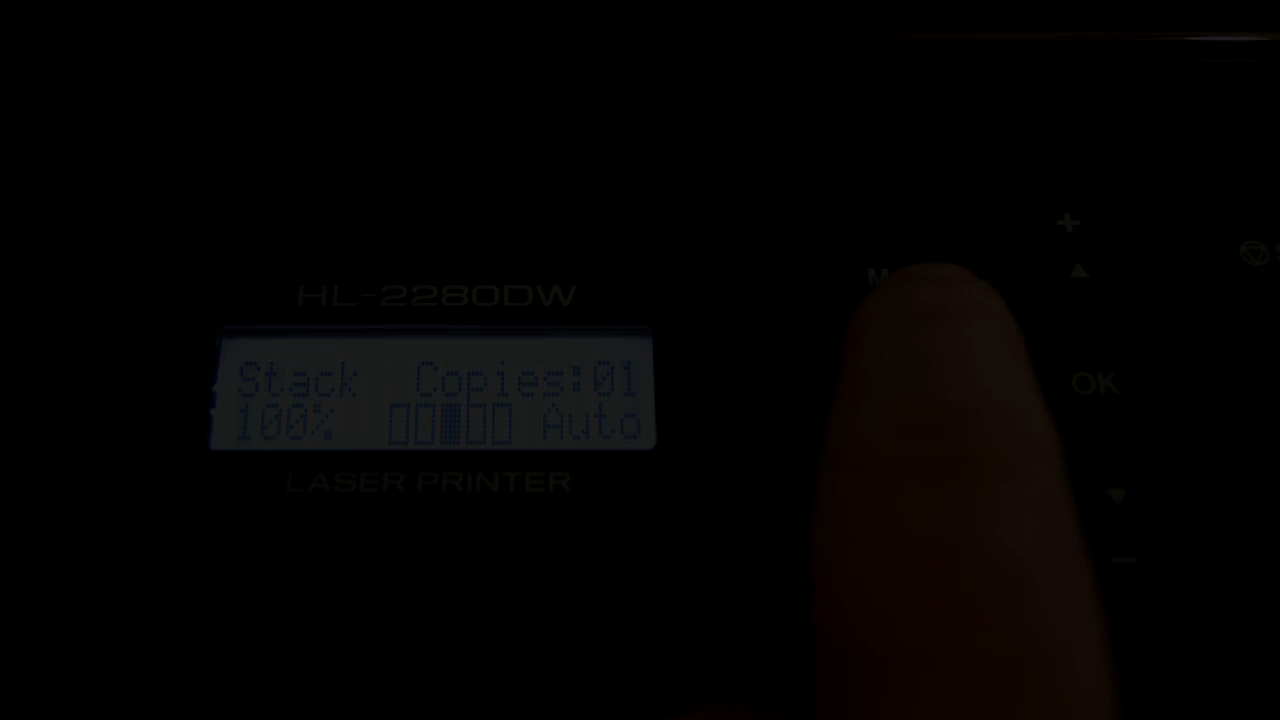 HL-2280DW
Stack Copies:01
100% Auto
LASER PRINTER
+
OK
-